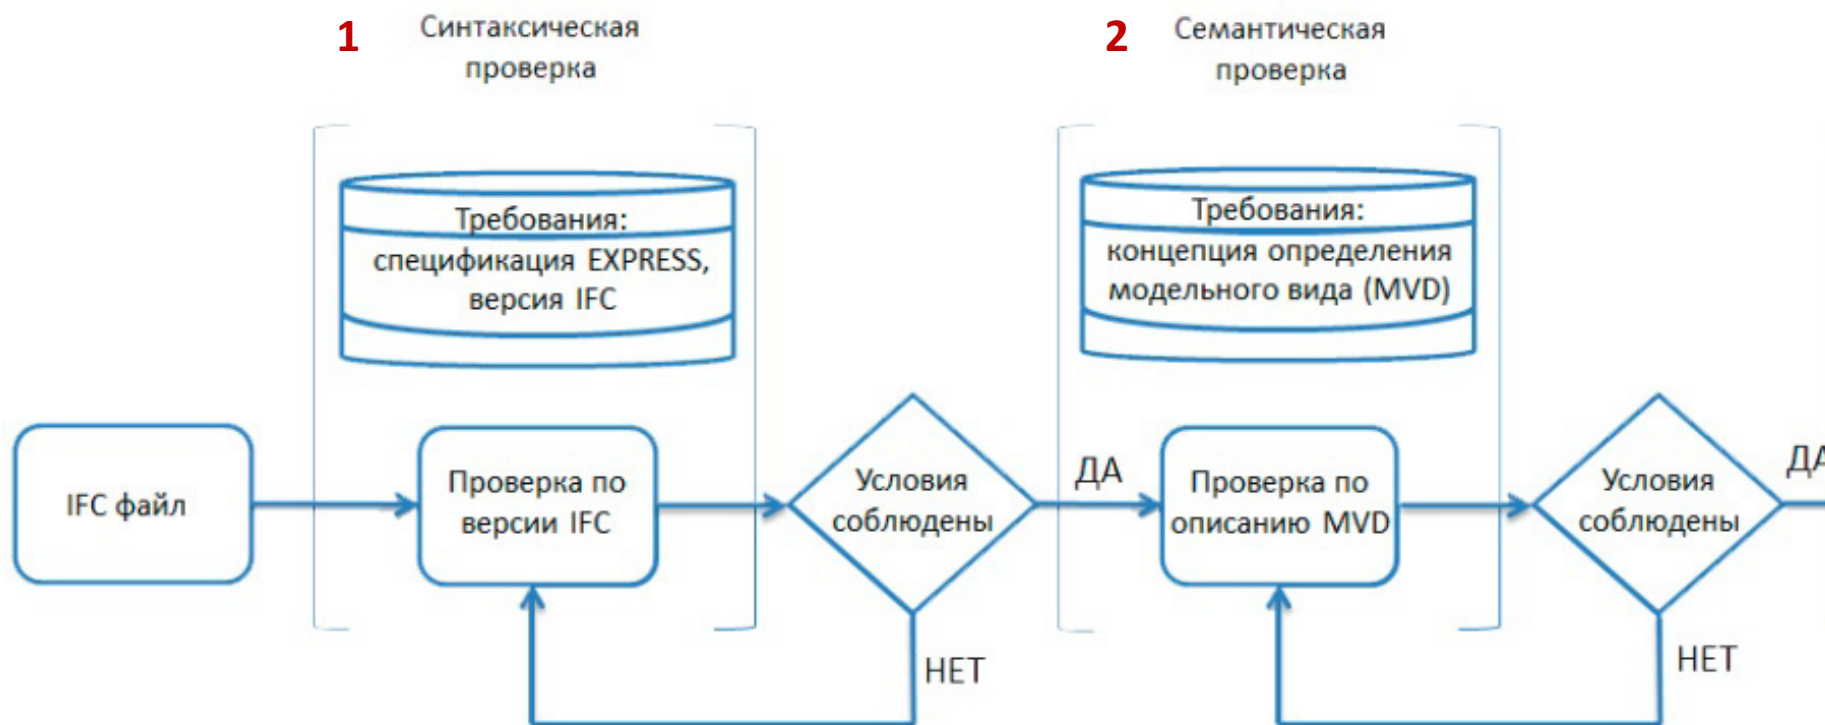 1
Синтаксическая
проверка
2
Семантическая
проверка
Требования:
спецификация EXPRESS,
версия IFC
Требования:
концепция определения
модельного вида (MVD)
IFC файл
Проверка по
версии IFC
Условия
соблюдены
ДА
Проверка по
описанию MVD
Условия
соблюдены
ДА
НЕТ
НЕТ